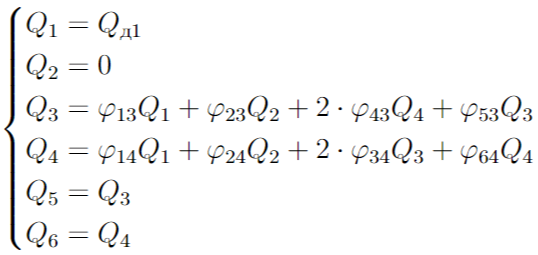 Q₁ = Q_д1
Q₂ = 0
Q₃ = φ₁₃Q₁ + φ₂₃Q₂ + 2 · φ₄₃Q₄ + φ₅₃Q₃
Q₄ = φ₁₄Q₁ + φ₂₄Q₂ + 2 · φ₃₄Q₃ + φ₆₄Q₄
Q₅ = Q₃
Q₆ = Q₄